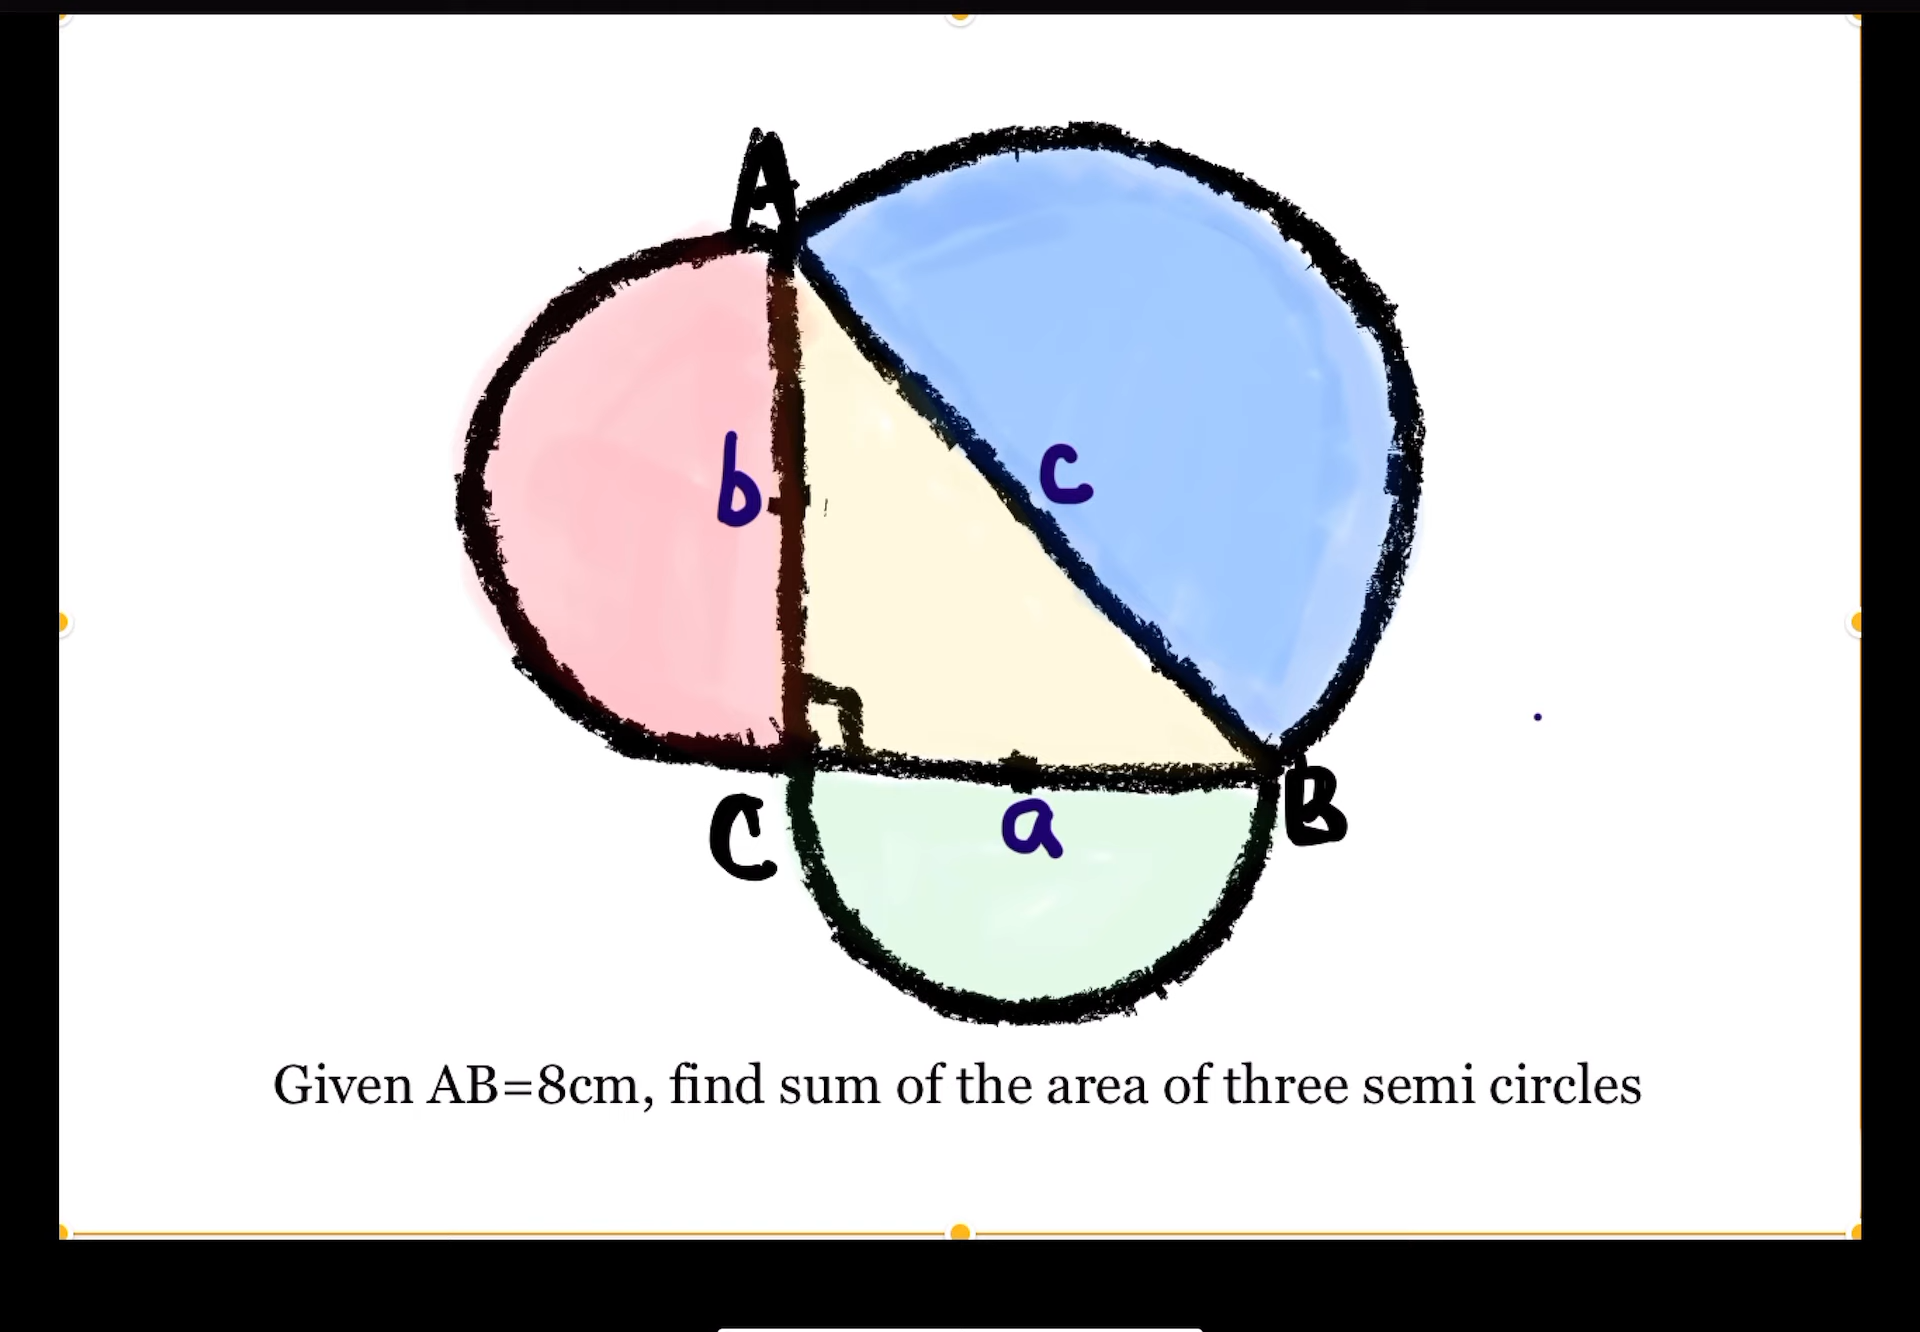 A
b
c
C
a
B
Given AB=8cm, find sum of the area of three semi circles